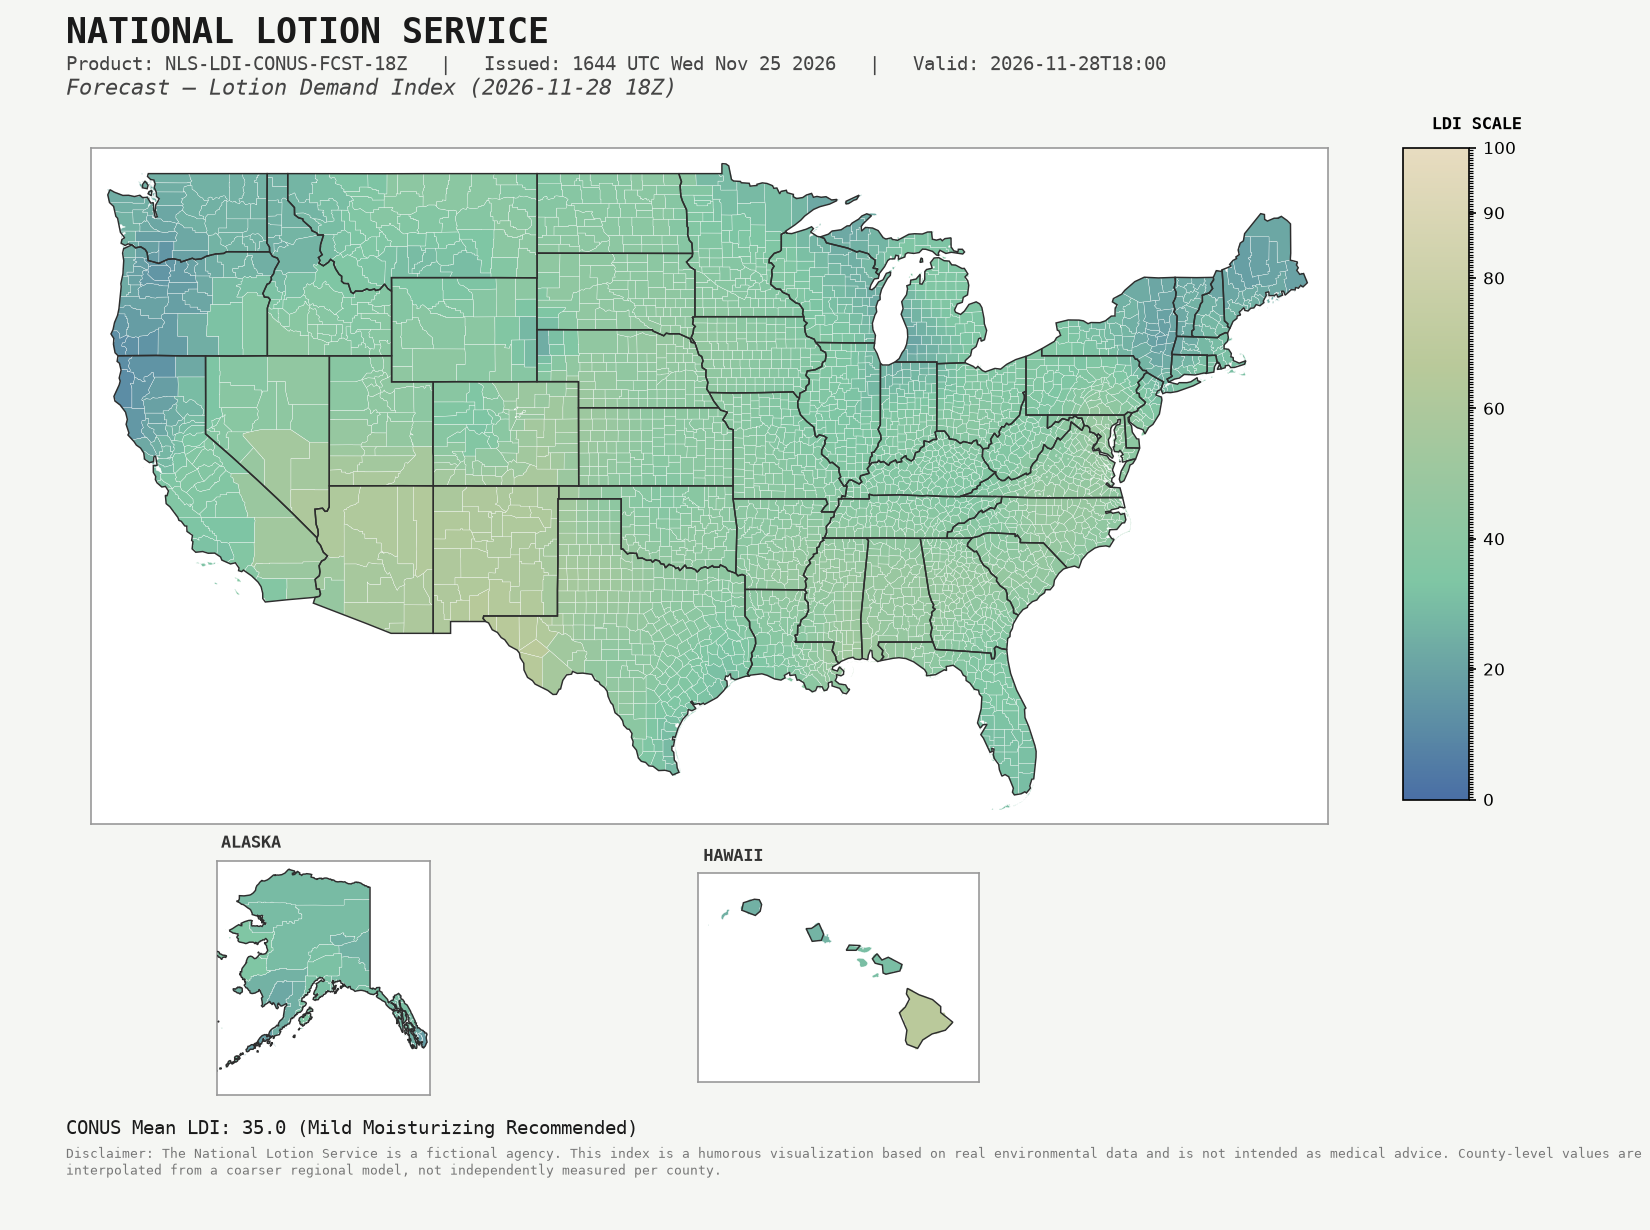 NATIONAL LOTION SERVICE
Product: NLS-LDI-CONUS-FCST-18Z | Issued: 1644 UTC Wed Nov 25 2026 | Valid: 2026-11-28T18:00
Forecast — Lotion Demand Index (2026-11-28 18Z)
LDI SCALE
100
90
80
60
40
20
0
ALASKA
HAWAII
CONUS Mean LDI: 35.0 (Mild Moisturizing Recommended)
Disclaimer: The National Lotion Service is a fictional agency. This index is a humorous visualization based on real environmental data and is not intended as medical advice. County-level values are
interpolated from a coarser regional model, not independently measured per county.